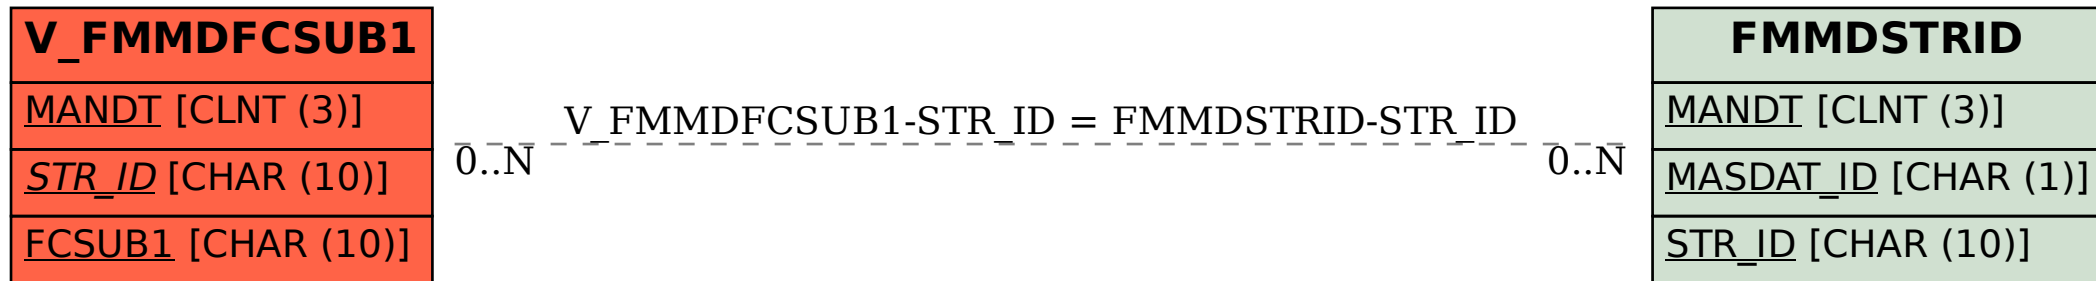 V_FMMDFCSUB1
MANDT [CLNT (3)]
STR_ID [CHAR (10)]
FCSUB1 [CHAR (10)]
V_FMMDFCSUB1-STR_ID = FMMDSTRID-STR_ID
0..N
0..N
FMMDSTRID
MANDT [CLNT (3)]
MASDAT_ID [CHAR (1)]
STR_ID [CHAR (10)]